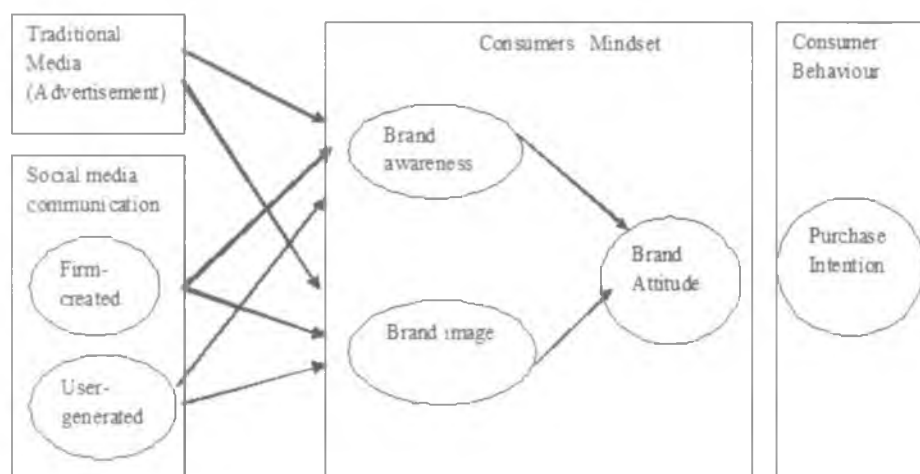 Traditional
Media
(Advertisement)
Social media
communication
Firm-
created
User-
generated
Consumers Mindset
Brand
awareness
Brand image
Brand
Attitude
Consumer
Behaviour
Purchase
Intention